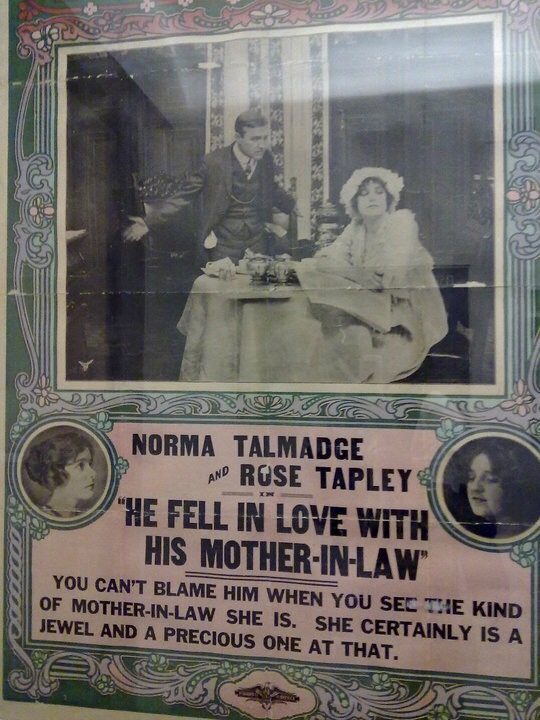 NORMA TALMADGE
AND ROSE TAPLEY
IN
"HE FELL IN LOVE WITH
HIS MOTHER-IN-LAW"
YOU CAN'T BLAME HIM WHEN YOU SEE THE KIND
OF MOTHER-IN-LAW SHE IS. SHE CERTAINLY IS A
JEWEL AND A PRECIOUS ONE AT THAT.